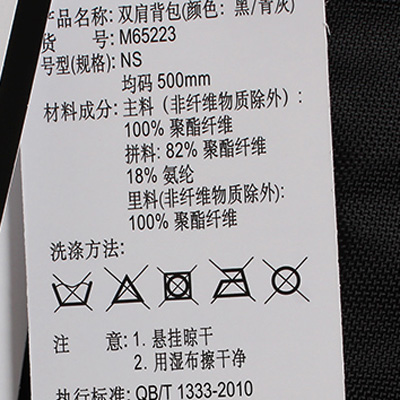 产品名称: 双肩背包(颜色: 黑/青灰)
货 号: M65223
号型(规格): NS
均码 500mm
材料成分: 主料 (非纤维物质除外):
100% 聚酯纤维
拼料: 82% 聚酯纤维
18% 氨纶
里料(非纤维物质除外):
100% 聚酯纤维
洗涤方法:
注 意: 1. 悬挂晾干
2. 用湿布擦干净
执行标准: QB/T 1333-2010